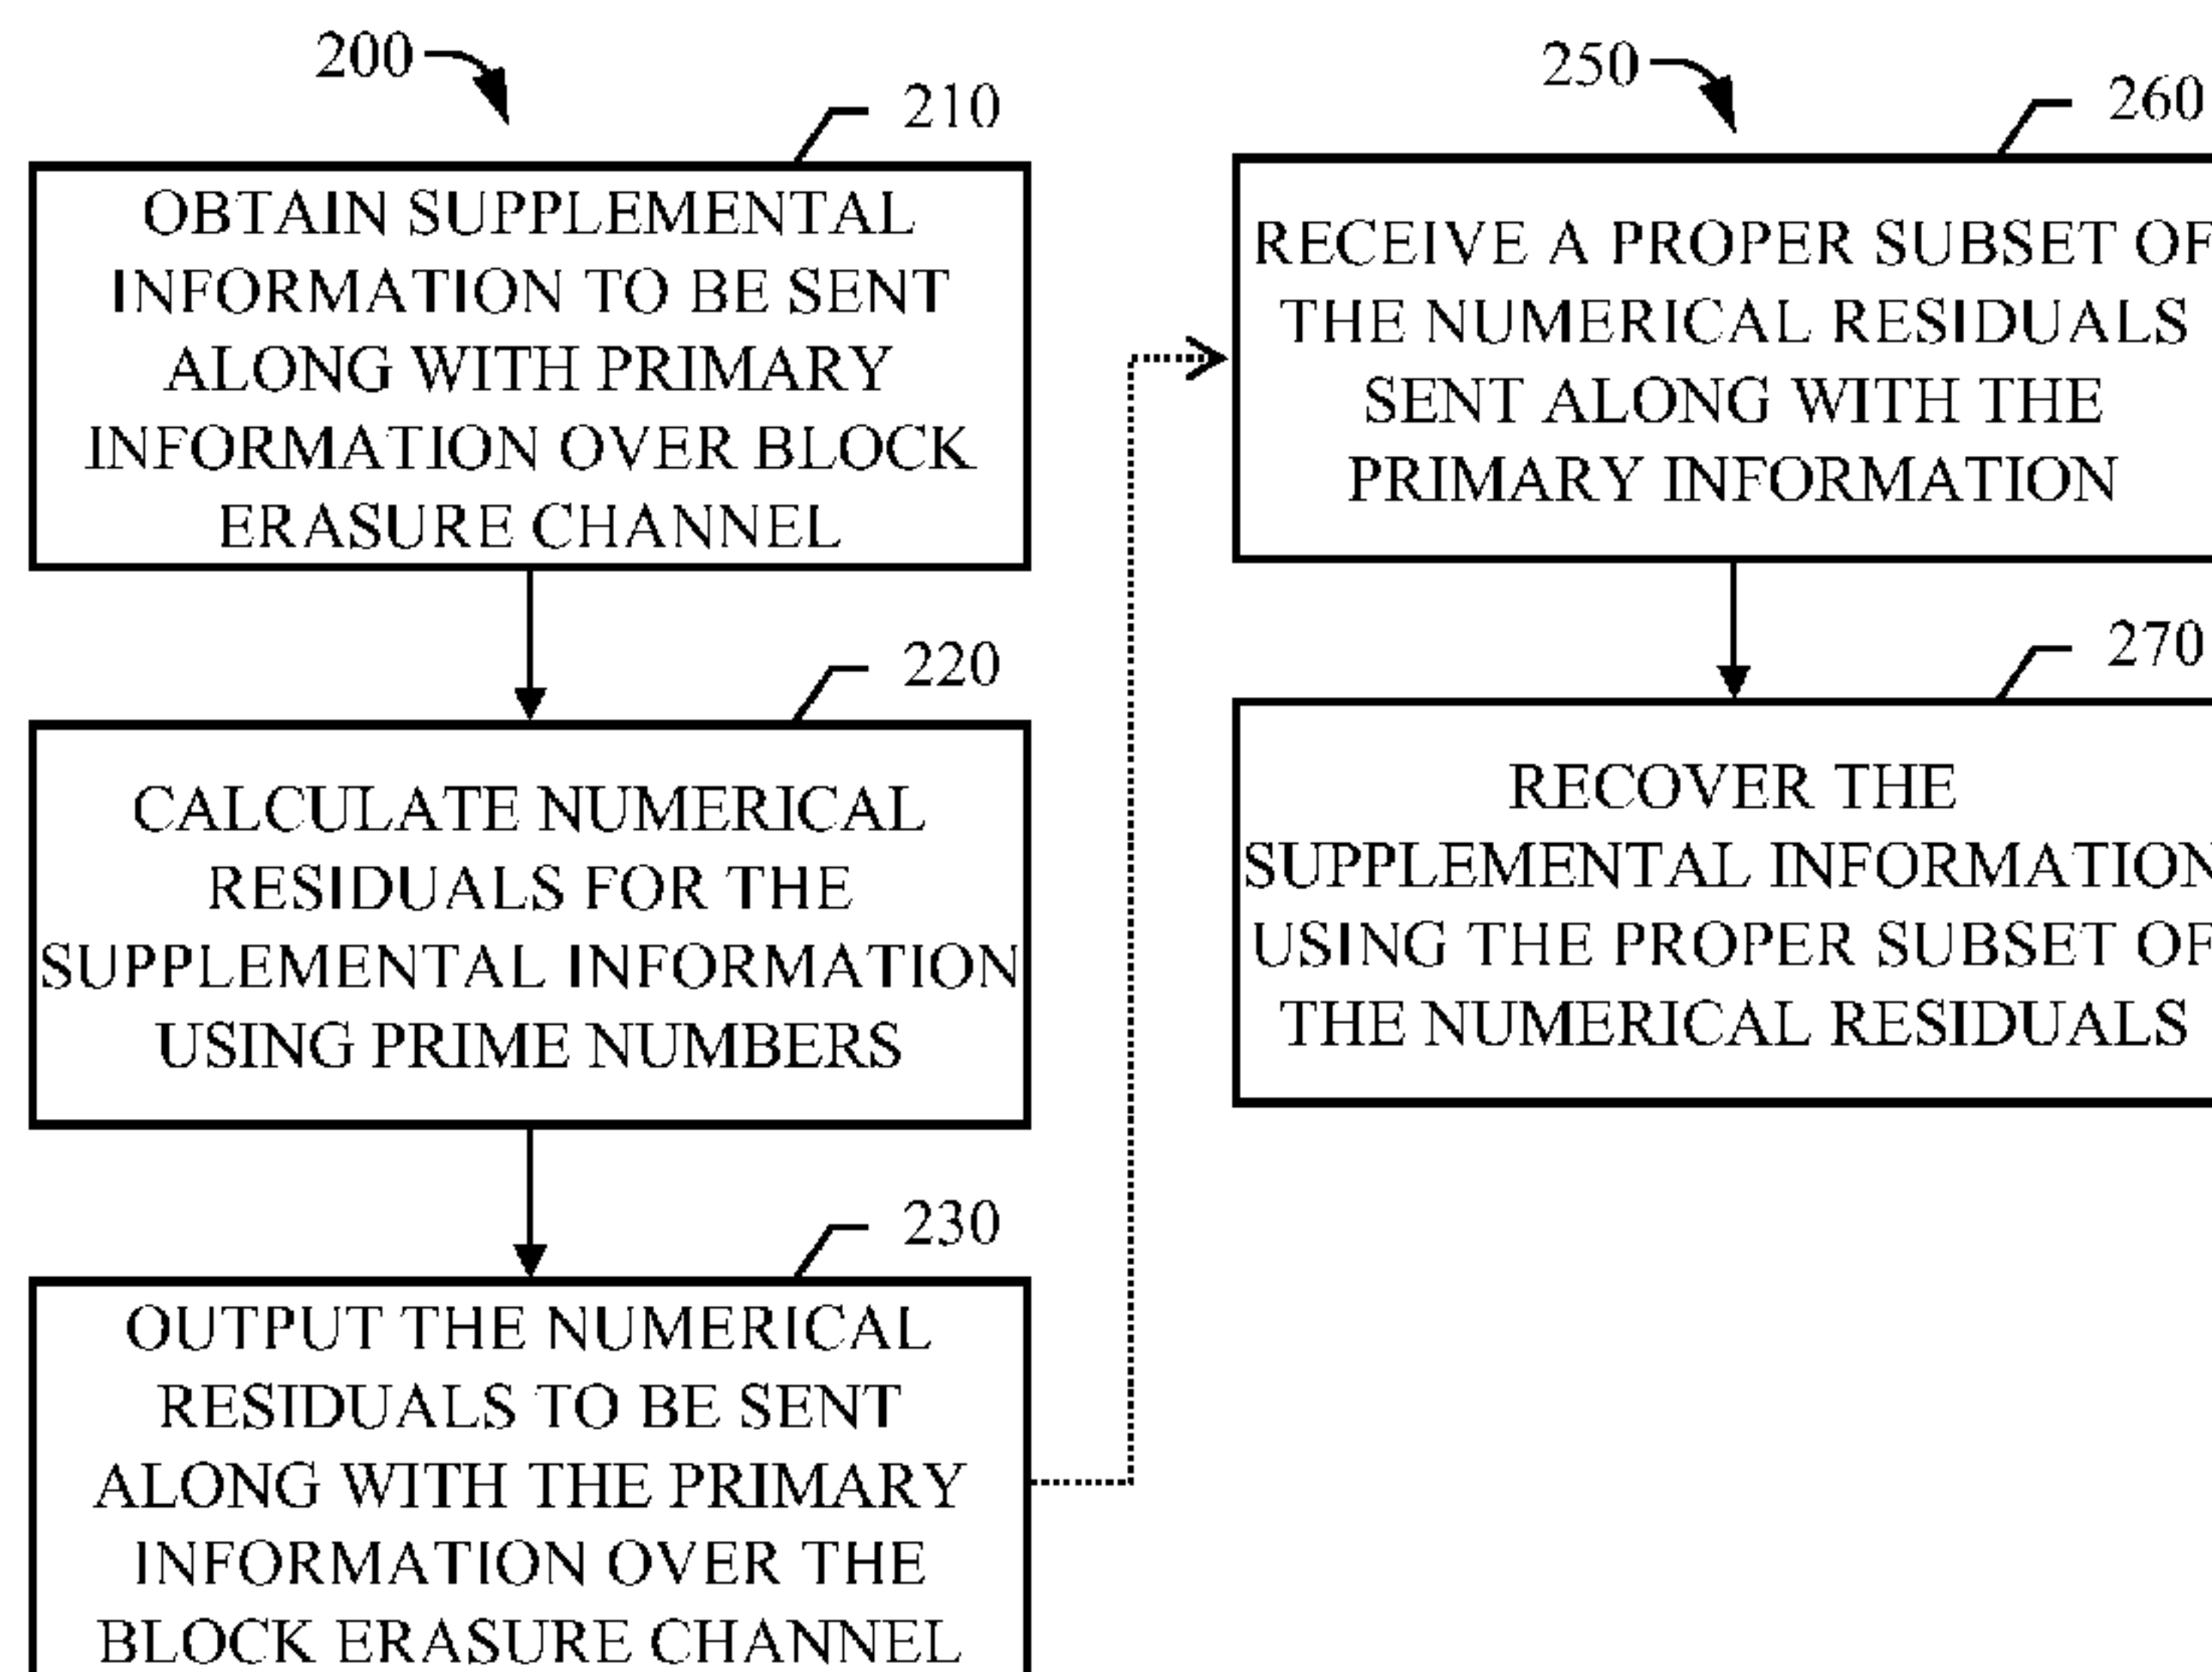 200
210
OBTAIN SUPPLEMENTAL
INFORMATION TO BE SENT
ALONG WITH PRIMARY
INFORMATION OVER BLOCK
ERASURE CHANNEL
220
CALCULATE NUMERICAL
RESIDUALS FOR THE
SUPPLEMENTAL INFORMATION
USING PRIME NUMBERS
230
OUTPUT THE NUMERICAL
RESIDUALS TO BE SENT
ALONG WITH THE PRIMARY
INFORMATION OVER THE
BLOCK ERASURE CHANNEL
250
260
RECEIVE A PROPER SUBSET OF
THE NUMERICAL RESIDUALS
SENT ALONG WITH THE
PRIMARY INFORMATION
270
RECOVER THE
SUPPLEMENTAL INFORMATION
USING THE PROPER SUBSET OF
THE NUMERICAL RESIDUALS